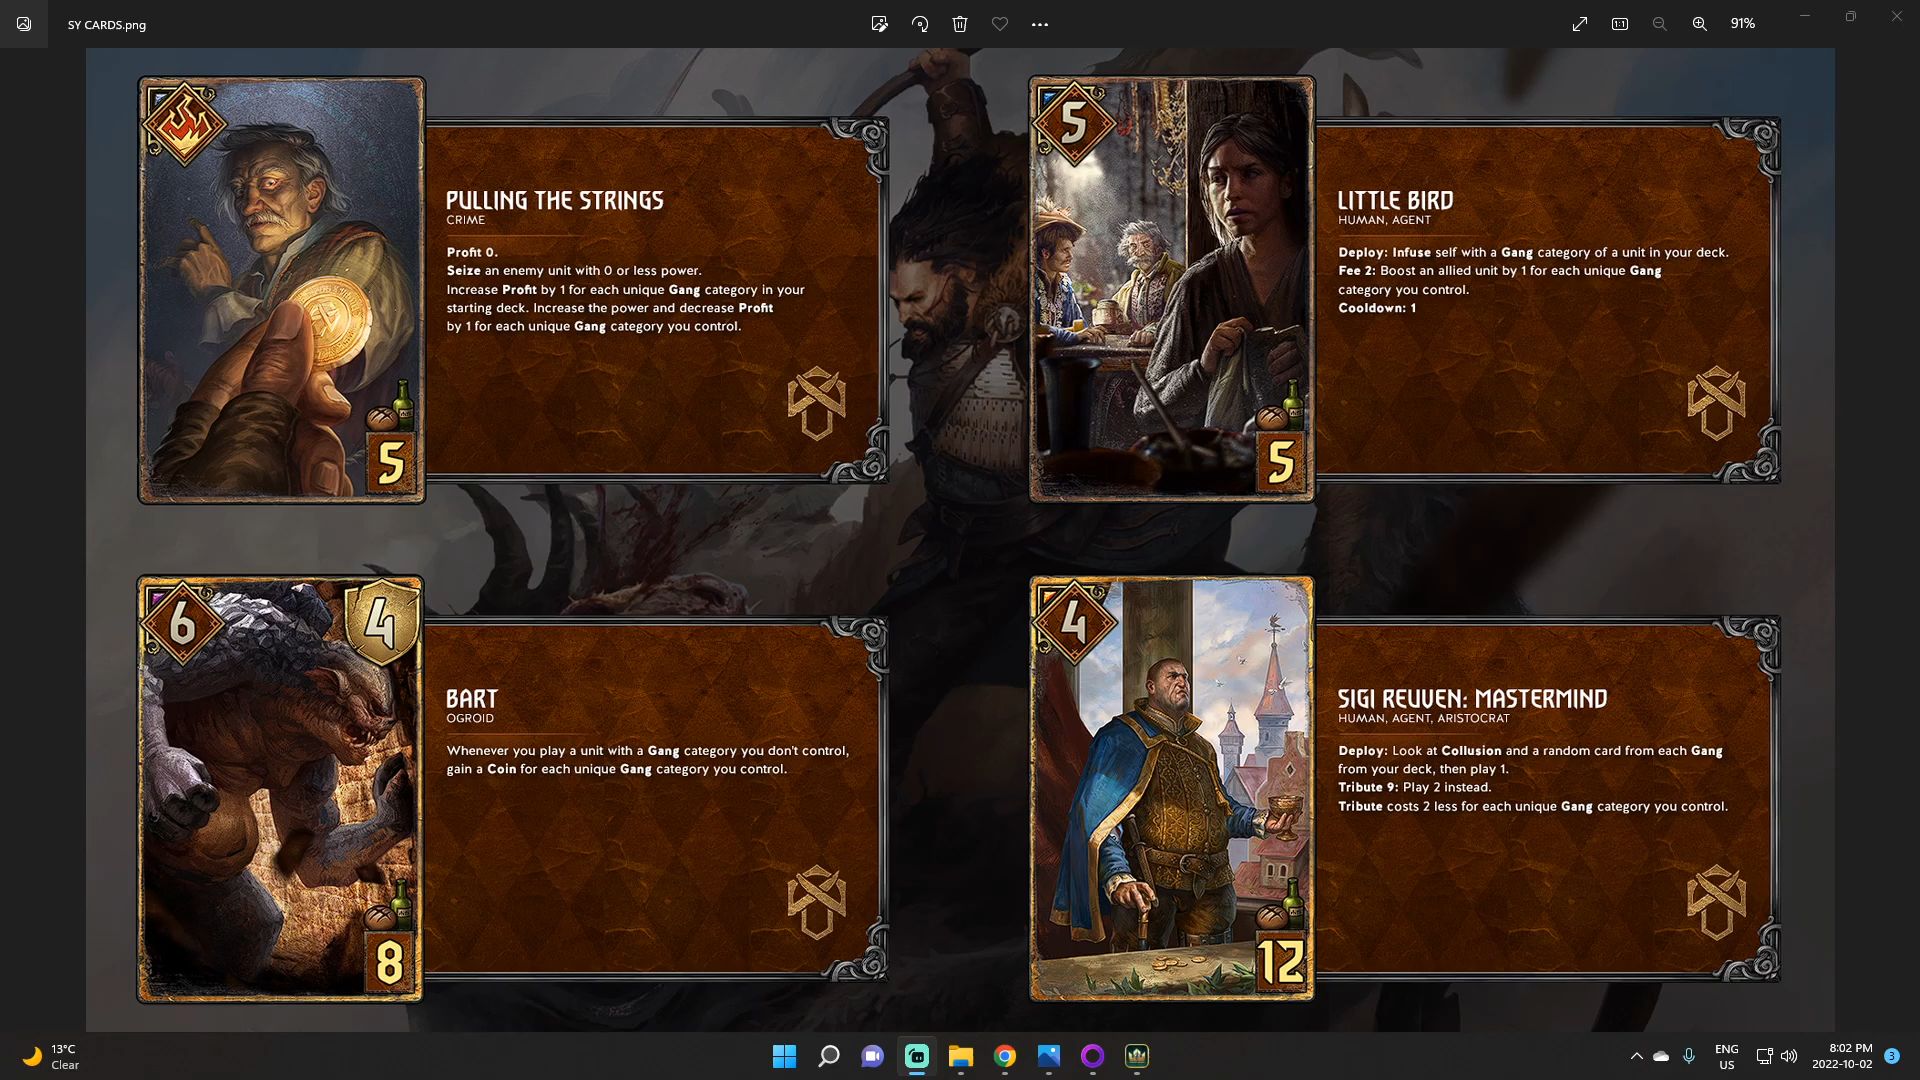 SY CARDS.png
91%
PULLING THE STRINGS
CRIME
Profit 0.
Seize an enemy unit with 0 or less power.
Increase Profit by 1 for each unique Gang category in your
starting deck. Increase the power and decrease Profit
by 1 for each unique Gang category you control.
5
5
LITTLE BIRD
HUMAN, AGENT
Deploy: Infuse self with a Gang category of a unit in your deck.
Fee 2: Boost an allied unit by 1 for each unique Gang
category you control.
Cooldown: 1
5
6
4
BART
OGROID
Whenever you play a unit with a Gang category you don't control,
gain a Coin for each unique Gang category you control.
8
4
SIGI REUVEN: MASTERMIND
HUMAN, AGENT, ARISTOCRAT
Deploy: Look at Collusion and a random card from each Gang
from your deck, then play 1.
Tribute 9: Play 2 instead.
Tribute costs 2 less for each unique Gang category you control.
12
13°C
Clear
ENG
US
8:02 PM
2022-10-02
3